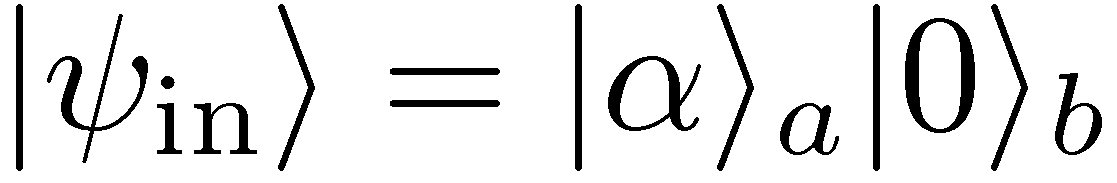 |ψ_in⟩ = |α⟩_a |0⟩_b